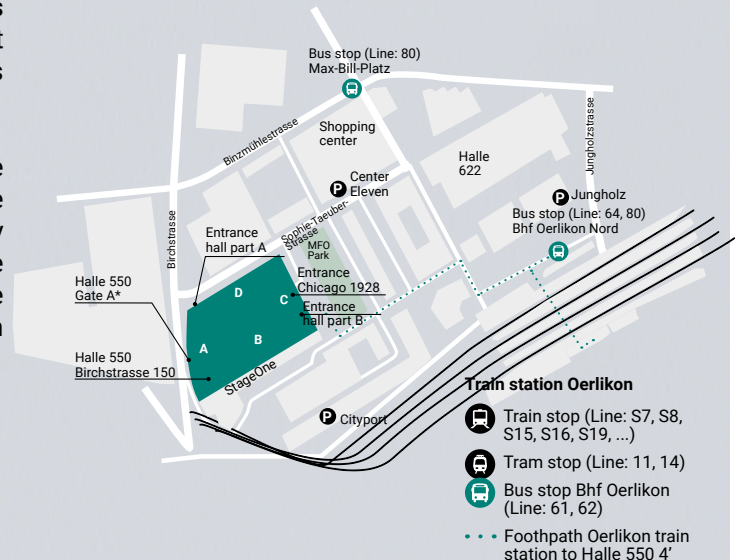 Bus stop (Line: 80)
Max-Bill-Platz
Binzmühlestrasse
Shopping
center
Halle
622
Jungholzstrasse
P Center
Eleven
P Jungholz
Bus stop (Line: 64, 80)
Bhf Oerlikon Nord
Birchstrasse
Sophie-Taeuber-
Strasse
MFO
Park
Entrance
hall part A
Entrance
Chicago 1928
Entrance
hall part B
Halle 550
Gate A*
D
C
A
B
Halle 550
Birchstrasse 150
StageOne
P Cityport
Train station Oerlikon
Train stop (Line: S7, S8,
S15, S16, S19, ...)
Tram stop (Line: 11, 14)
Bus stop Bhf Oerlikon
(Line: 61, 62)
Footpath Oerlikon train
station to Halle 550 4’